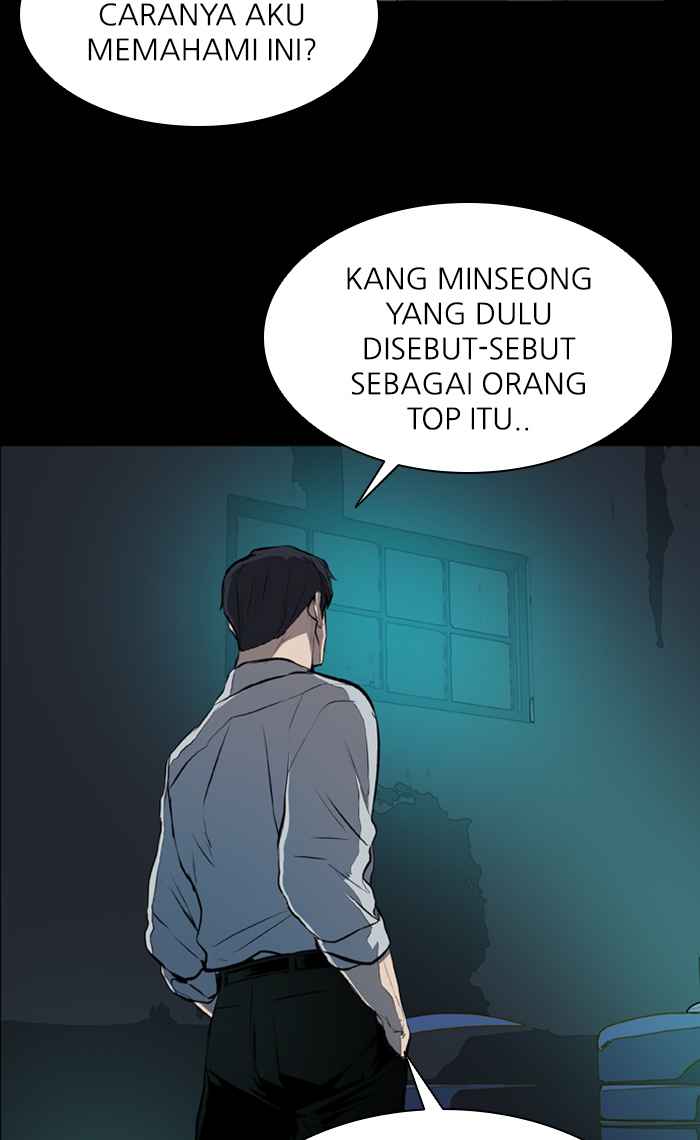 CARANYA AKU
MEMAHAMI INI?
KANG MINSEONG
YANG DULU
DISEBUT-SEBUT
SEBAGAI ORANG
TOP ITU..